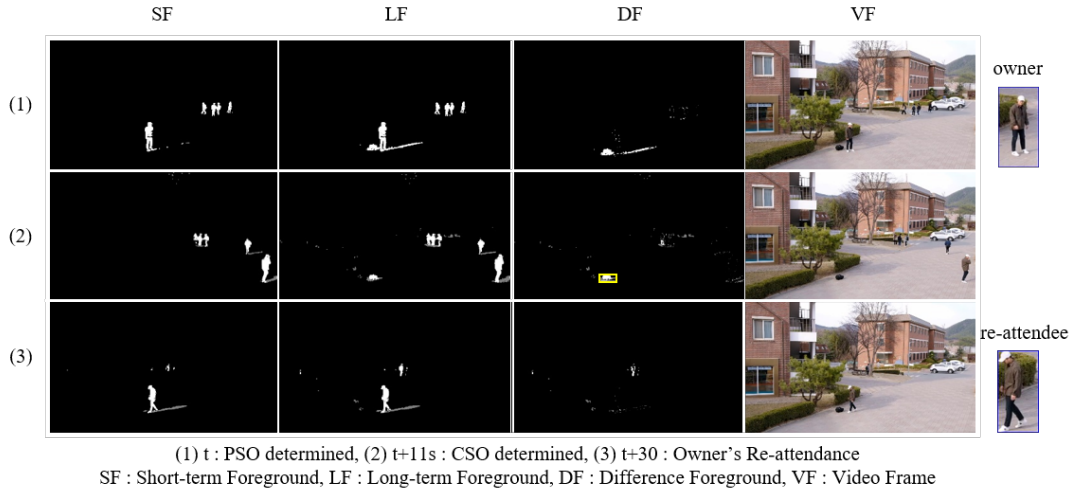 SF LF DF VF
owner
(1)
(2)
re-attendee
(3)
(1) t : PSO determined, (2) t+11s : CSO determined, (3) t+30 : Owner's Re-attendance
SF : Short-term Foreground, LF : Long-term Foreground, DF : Difference Foreground, VF : Video Frame